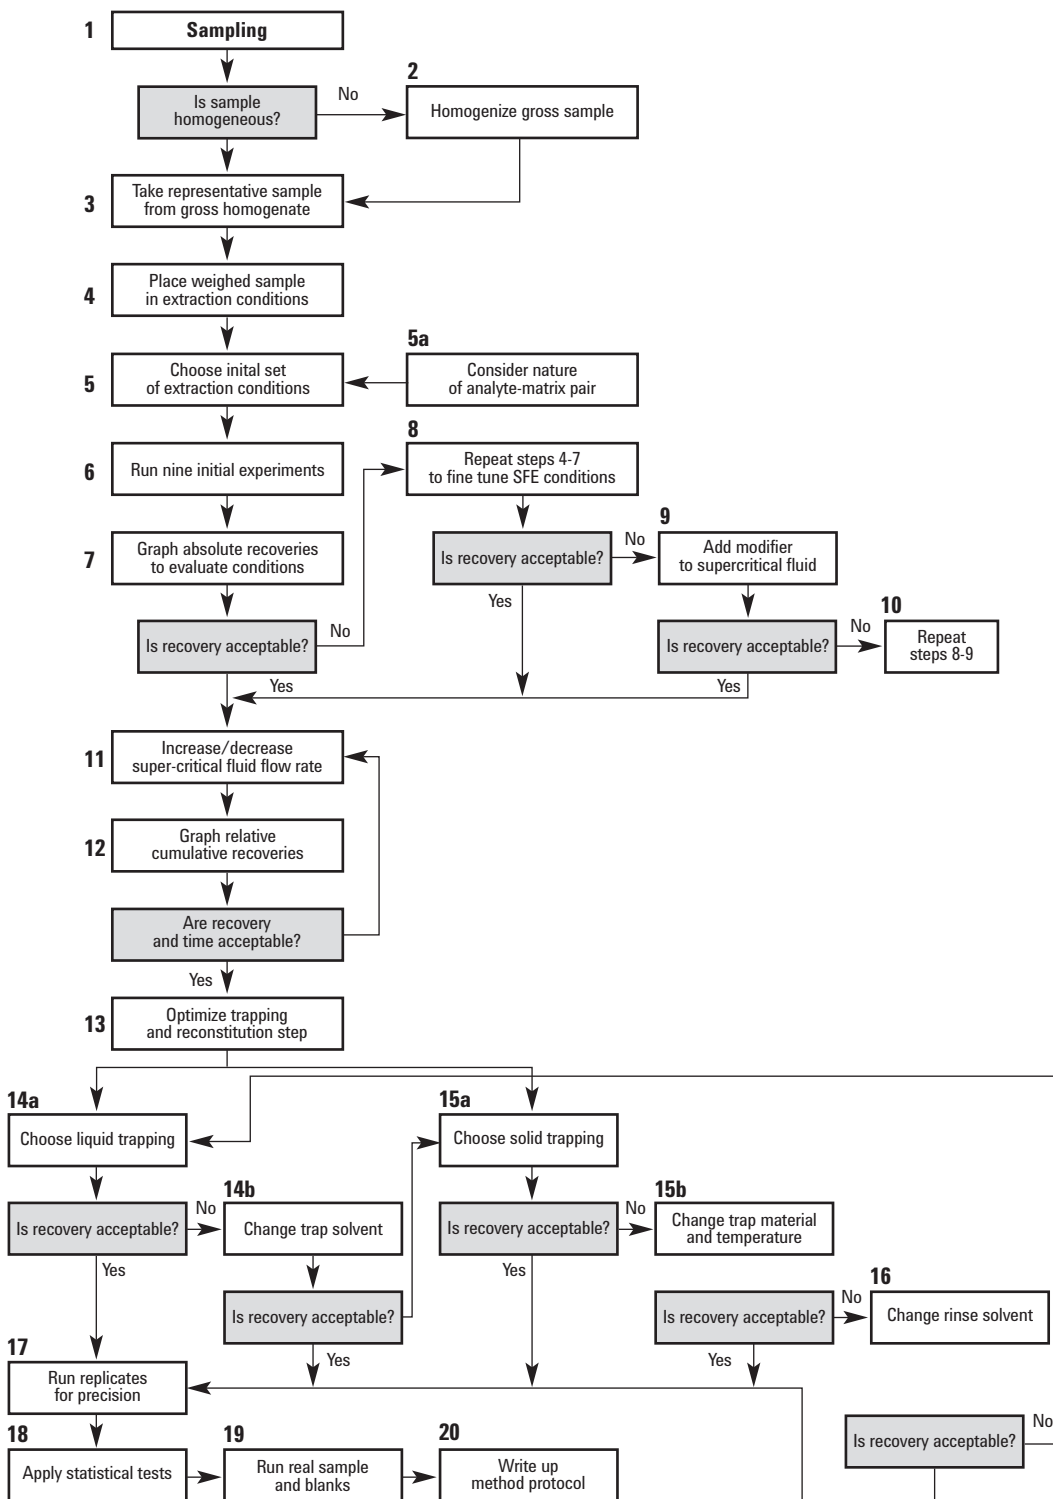 1
Sampling
Is sample
homogeneous?
No
2
Homogenize gross sample
3
Take representative sample
from gross homogenate
4
Place weighed sample
in extraction conditions
5
Choose inital set
of extraction conditions
5a
Consider nature
of analyte-matrix pair
6
Run nine initial experiments
7
Graph absolute recoveries
to evaluate conditions
Is recovery acceptable?
No
8
Repeat steps 4-7
to fine tune SFE conditions
Is recovery acceptable?
No
Yes
9
Add modifier
to supercritical fluid
Is recovery acceptable?
No
Yes
10
Repeat
steps 8-9
Yes
11
Increase/decrease
super-critical fluid flow rate
12
Graph relative
cumulative recoveries
Are recovery
and time acceptable?
Yes
13
Optimize trapping
and reconstitution step
14a
Choose liquid trapping
Is recovery acceptable?
No
Yes
14b
Change trap solvent
Is recovery acceptable?
Yes
15a
Choose solid trapping
Is recovery acceptable?
No
Yes
15b
Change trap material
and temperature
Is recovery acceptable?
No
Yes
16
Change rinse solvent
Is recovery acceptable?
No
17
Run replicates
for precision
18
Apply statistical tests
19
Run real sample
and blanks
20
Write up
method protocol